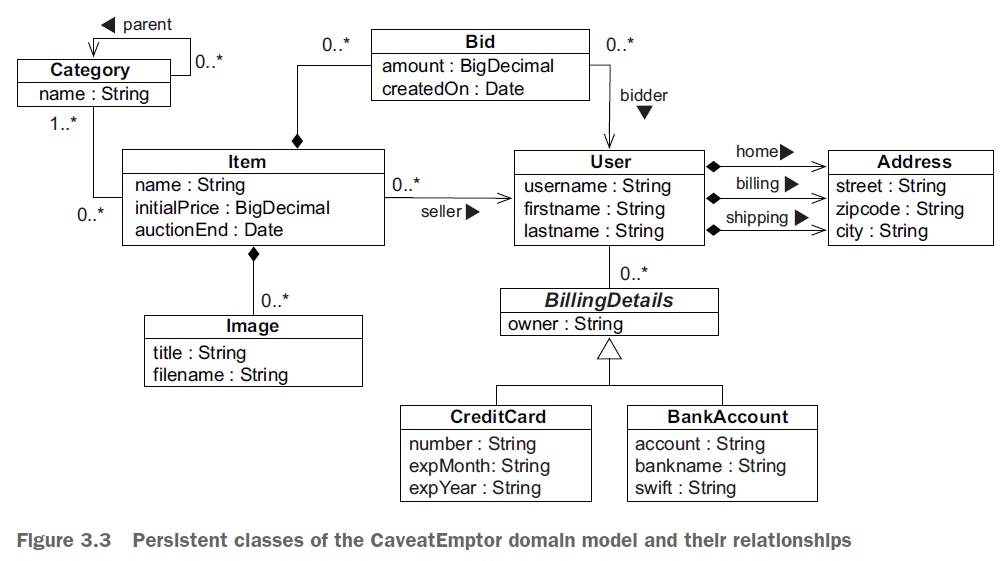 parent
0..*
Category
name : String
1..*
0..*
0..*
Bid
amount : BigDecimal
createdOn : Date
0..*
bidder
Item
name : String
initialPrice : BigDecimal
auctionEnd : Date
0..*
seller
User
username : String
firstname : String
lastname : String
home
billing
shipping
Address
street : String
zipcode : String
city : String
0..*
Image
title : String
filename : String
0..*
BillingDetails
owner : String
CreditCard
number : String
expMonth: String
expYear : String
BankAccount
account : String
bankname : String
swift : String
Figure 3.3 Persistent classes of the CaveatEmptor domain model and their relationships